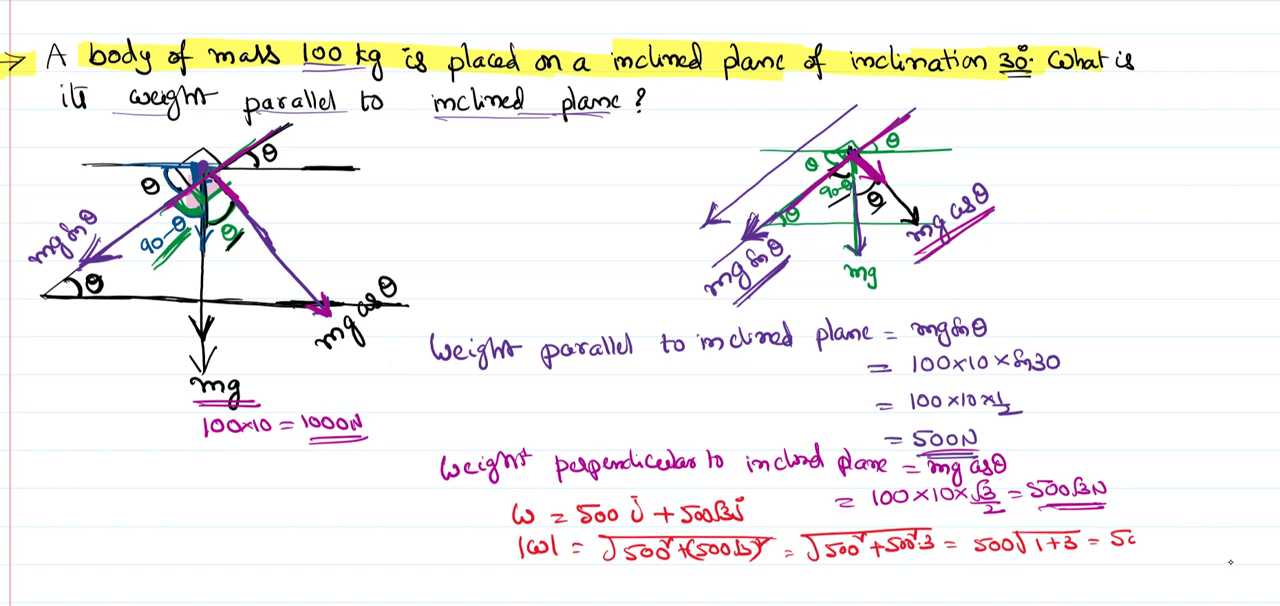 → A body of mass 100 kg is placed on a inclined plane of inclination 30°. What is
its weight parallel to inclined plane?
θ
θ
mg sinθ
90-θ
θ
θ
mg cosθ
mg
100×10 = 1000N
θ
θ
90-θ
θ
θ
mg cosθ
mg sinθ
mg
Weight parallel to inclined plane = mg sinθ
= 100×10×sin30
= 100×10×1/2
= 500N
Weight perpendicular to inclined plane = mg cosθ
= 100×10×√3/2 = 500√3N
W = 500 i + 500√3j
|W| = √500²+(500√3)² = √500²+500²·3 = 500√1+3 = 50